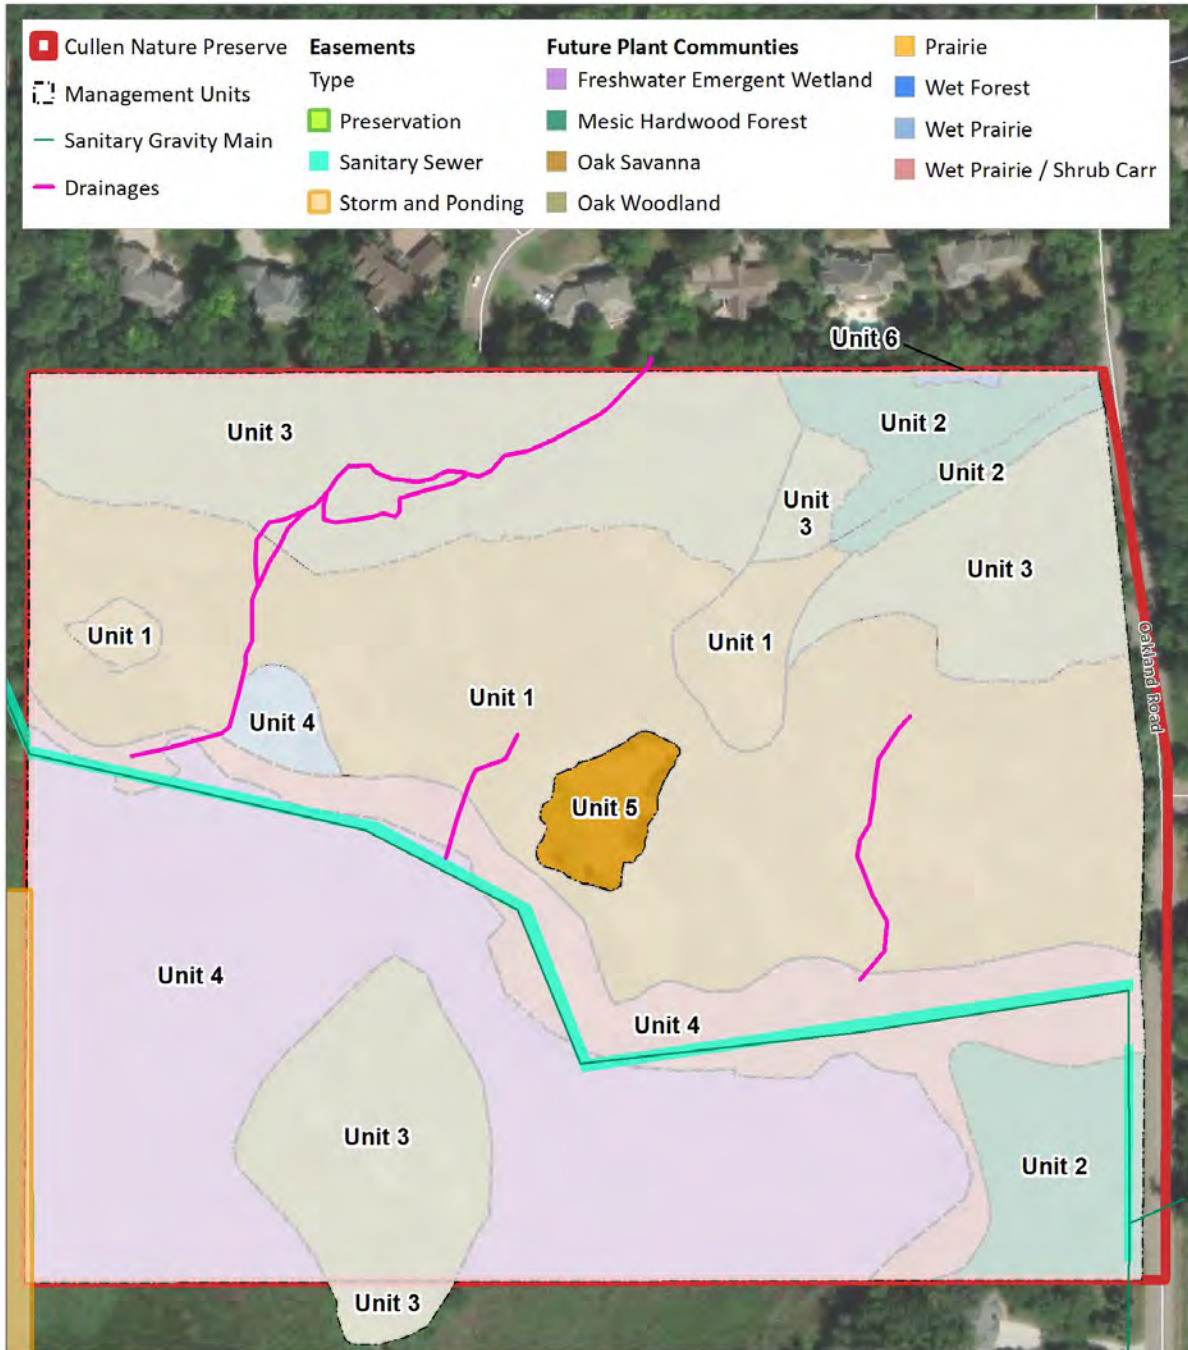 Cullen Nature Preserve
Management Units
Sanitary Gravity Main
Drainages
Easements
Type
Preservation
Sanitary Sewer
Storm and Ponding
Future Plant Communties
Freshwater Emergent Wetland
Mesic Hardwood Forest
Oak Savanna
Oak Woodland
Prairie
Wet Forest
Wet Prairie
Wet Prairie / Shrub Carr
Unit 6
Unit 3
Unit 2
Unit 2
Unit
3
Unit 3
Unit 1
Unit 1
Oakland Road
Unit 1
Unit 4
Unit 5
Unit 4
Unit 4
Unit 3
Unit 2
Unit 3